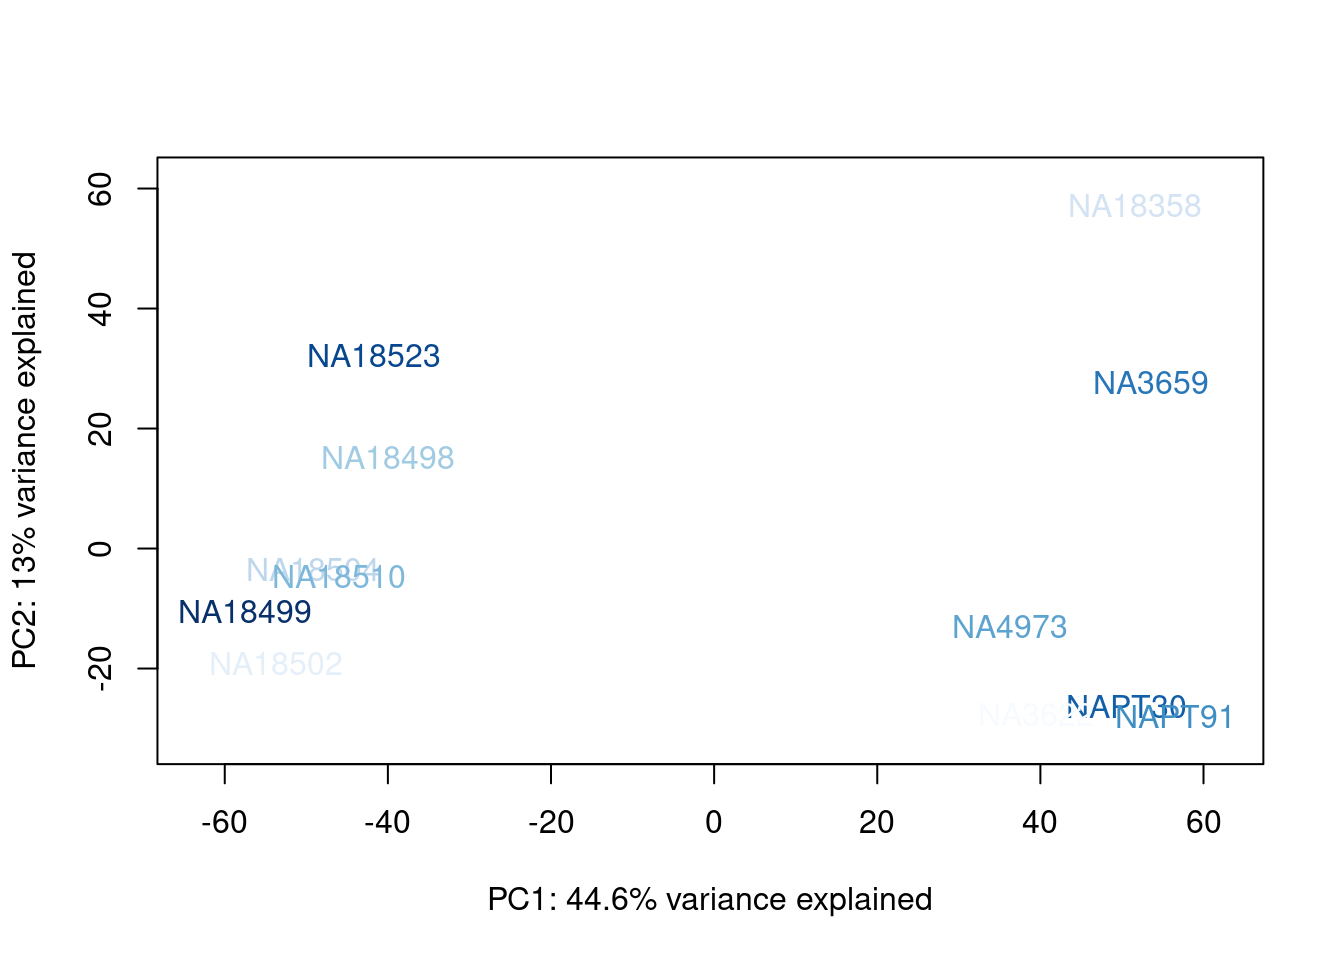 60
40
20
0
-20
PC2: 13% variance explained
NA18358
NA18523
NA3659
NA18498
NA18504
NA18510
NA18499
NA4973
NA18502
NAPT30
NAPT91
-60 -40 -20 0 20 40 60
PC1: 44.6% variance explained